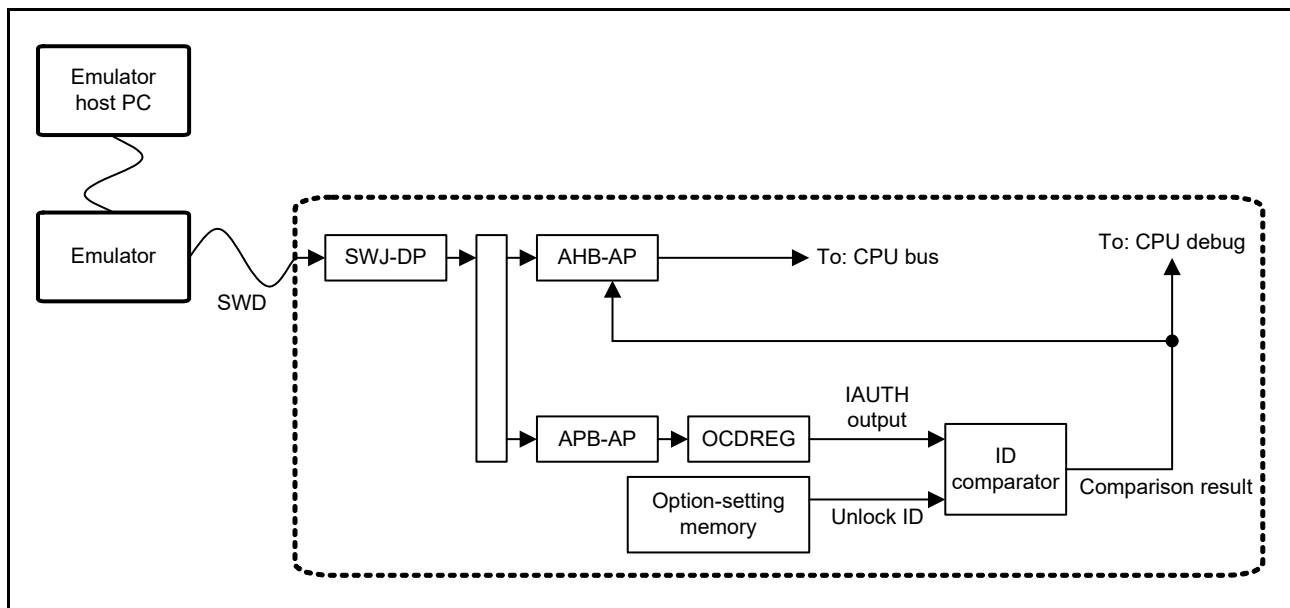 Emulator
host PC
Emulator
SWD
SWJ-DP
AHB-AP
To: CPU bus
To: CPU debug
APB-AP
OCDREG
IAUTH
output
Option-setting
memory
Unlock ID
ID
comparator
Comparison result